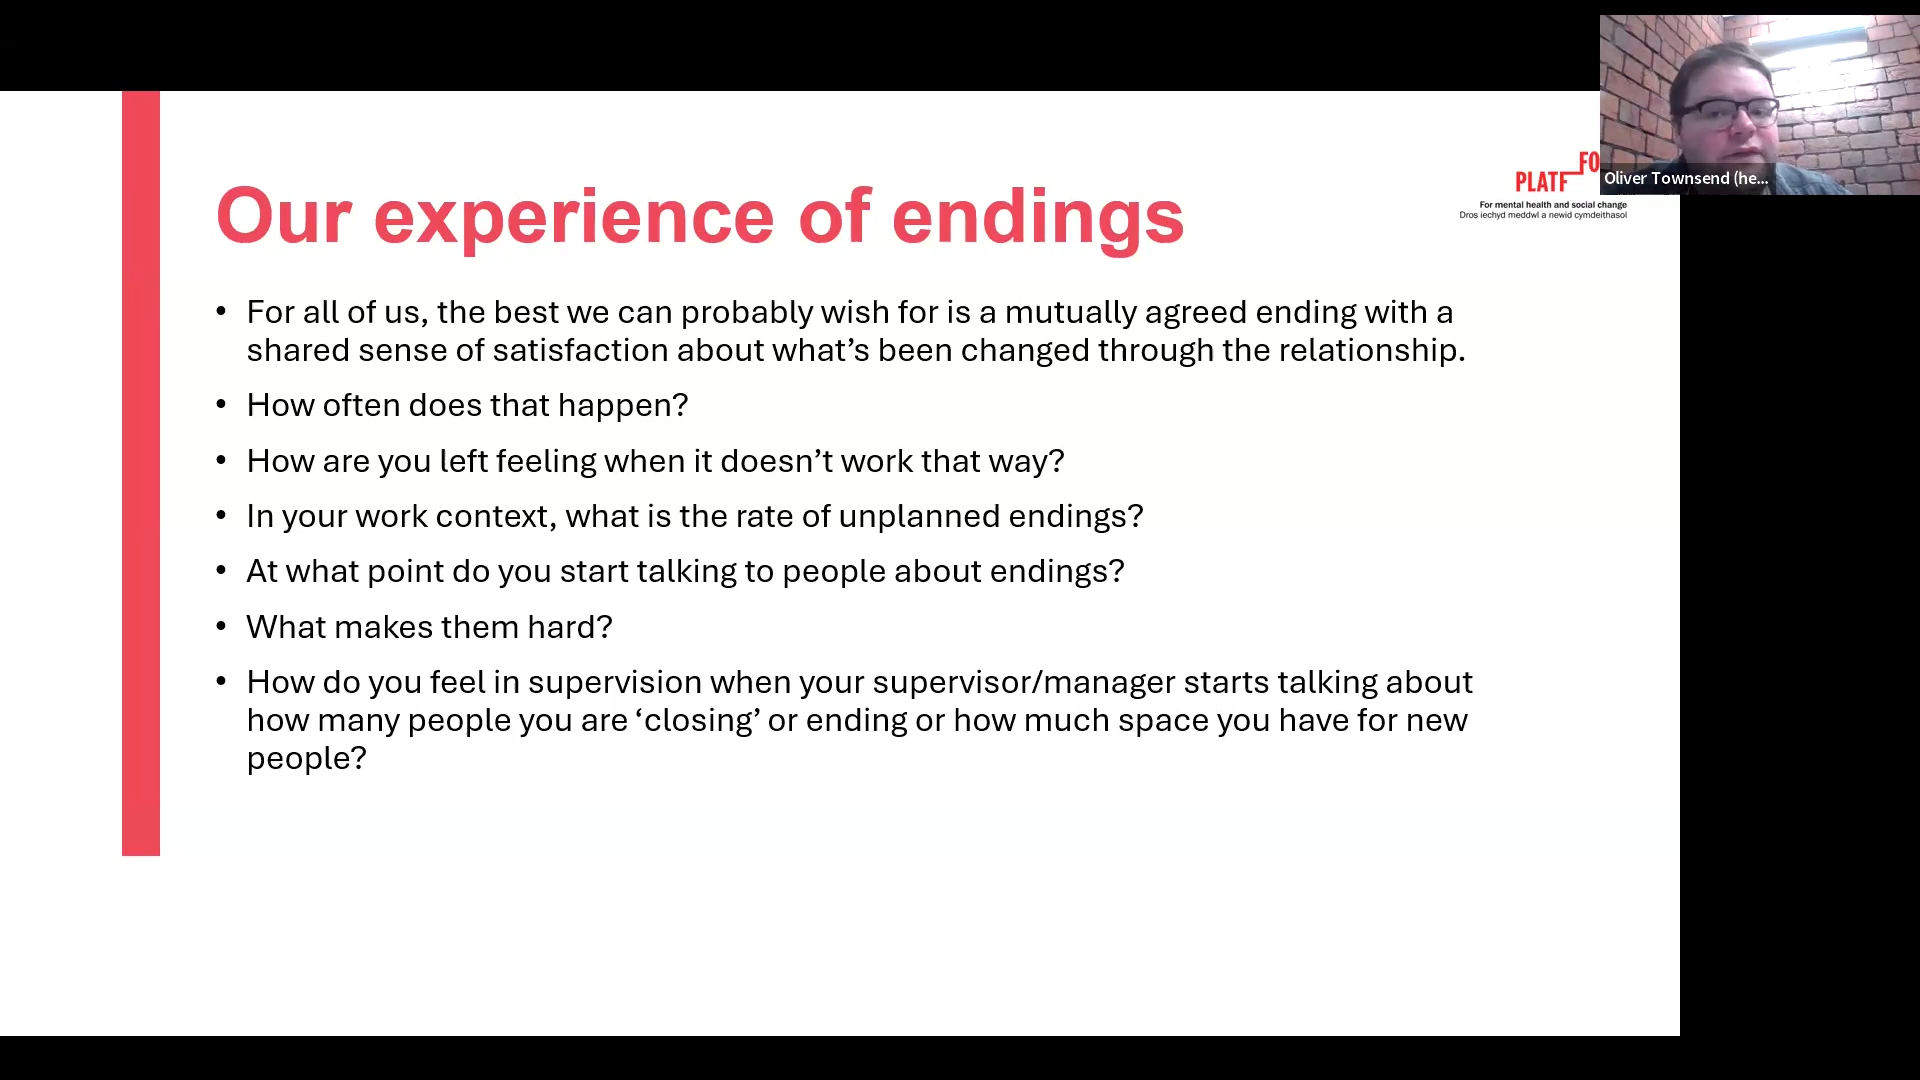 Our experience of endings
• For all of us, the best we can probably wish for is a mutually agreed ending with a
shared sense of satisfaction about what’s been changed through the relationship.
• How often does that happen?
• How are you left feeling when it doesn’t work that way?
• In your work context, what is the rate of unplanned endings?
• At what point do you start talking to people about endings?
• What makes them hard?
• How do you feel in supervision when your supervisor/manager starts talking about
how many people you are ‘closing’ or ending or how much space you have for new
people?
PLATFFO
For mental health and social change
Dros iechyd meddwl a newid cymdeithasol
Oliver Townsend (he...